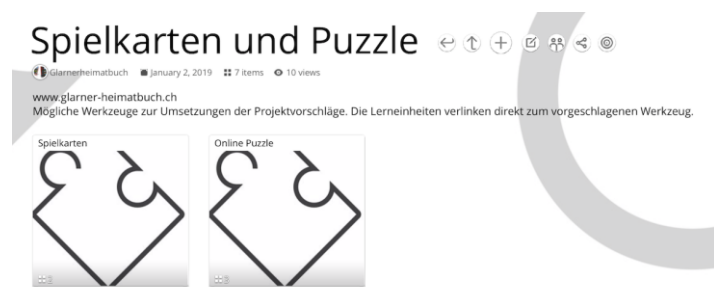 Spielkarten und Puzzle
Glarnerheimatbuch January 2, 2019 7 items 10 views
www.glarner-heimatbuch.ch
Mögliche Werkzeuge zur Umsetzungen der Projektvorschläge. Die Lerneinheiten verlinken direkt zum vorgeschlagenen Werkzeug.
Spielkarten
Online Puzzle